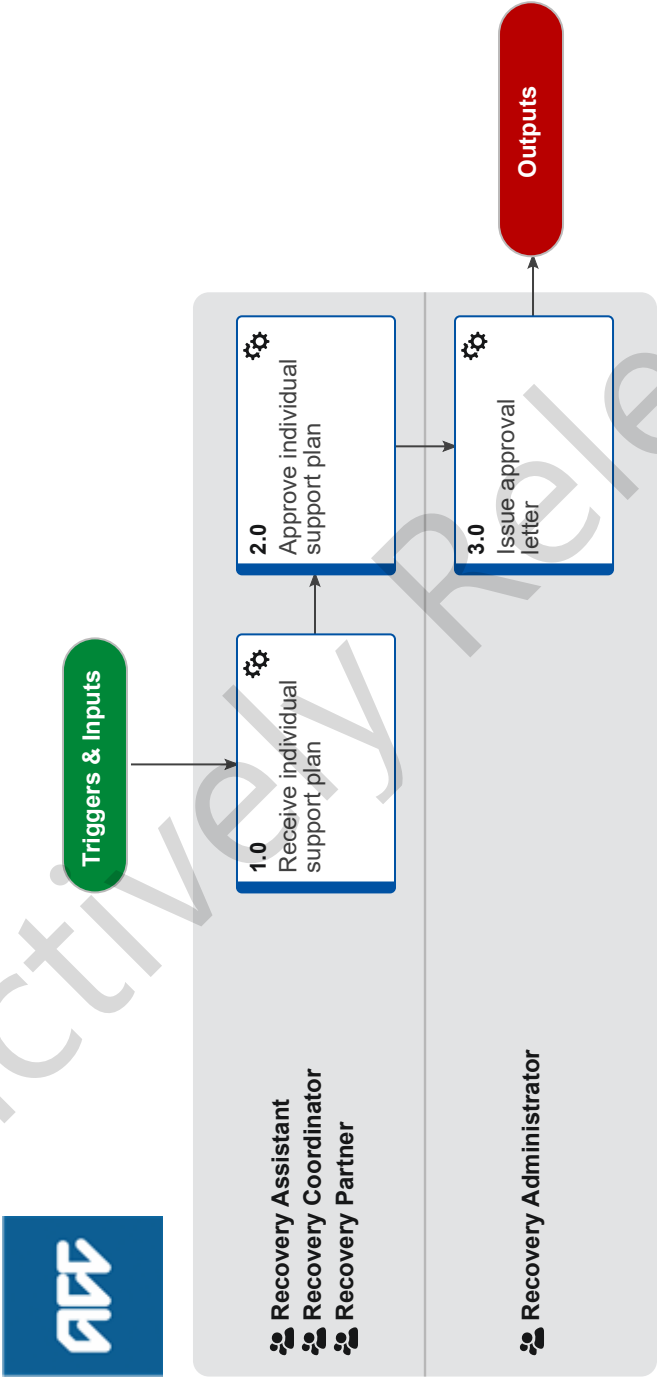 acc
Triggers & Inputs
Recovery Assistant
Recovery Coordinator
Recovery Partner
1.0
Receive individual
support plan
2.0
Approve individual
support plan
Recovery Administrator
3.0
Issue approval
letter
Outputs
ctively Rele